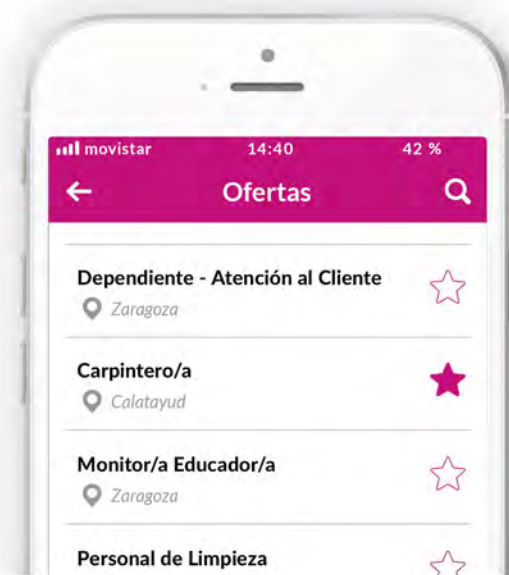 movistar 14:40 42 %
Ofertas
Dependiente - Atención al Cliente
Zaragoza
Carpintero/a
Calatayud
Monitor/a Educador/a
Zaragoza
Personal de Limpieza